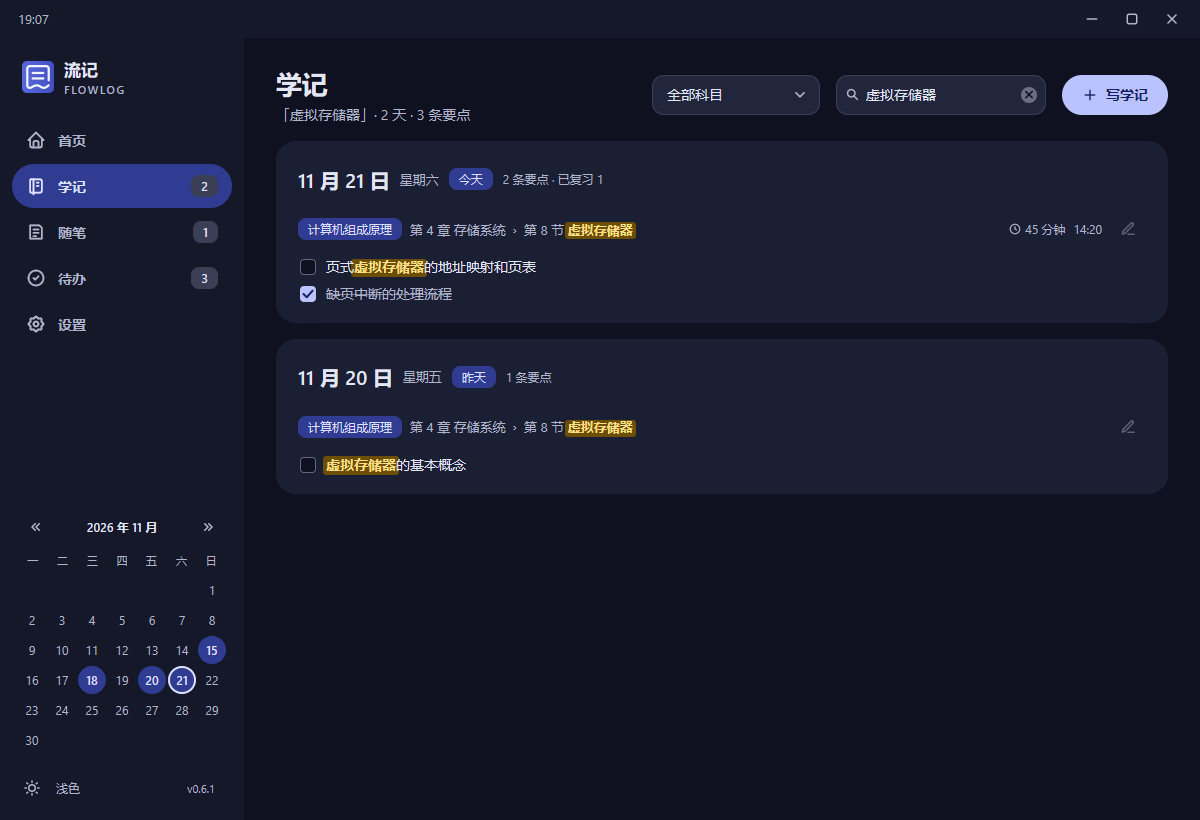 19:07
流记
FLOWLOG
首页
学记 2
随笔 1
待办 3
设置
2026 年 11 月
一 二 三 四 五 六 日
1
2 3 4 5 6 7 8
9 10 11 12 13 14 15
16 17 18 19 20 21 22
23 24 25 26 27 28 29
30
浅色 v0.6.1
学记
「虚拟存储器」· 2 天 · 3 条要点
全部科目
虚拟存储器
写学记
11 月 21 日 星期六 今天 2 条要点 · 已复习 1
计算机组成原理 第 4 章 存储系统 › 第 8 节 虚拟存储器 45 分钟 14:20
页式虚拟存储器的地址映射和页表
缺页中断的处理流程
11 月 20 日 星期五 昨天 1 条要点
计算机组成原理 第 4 章 存储系统 › 第 8 节 虚拟存储器
虚拟存储器的基本概念